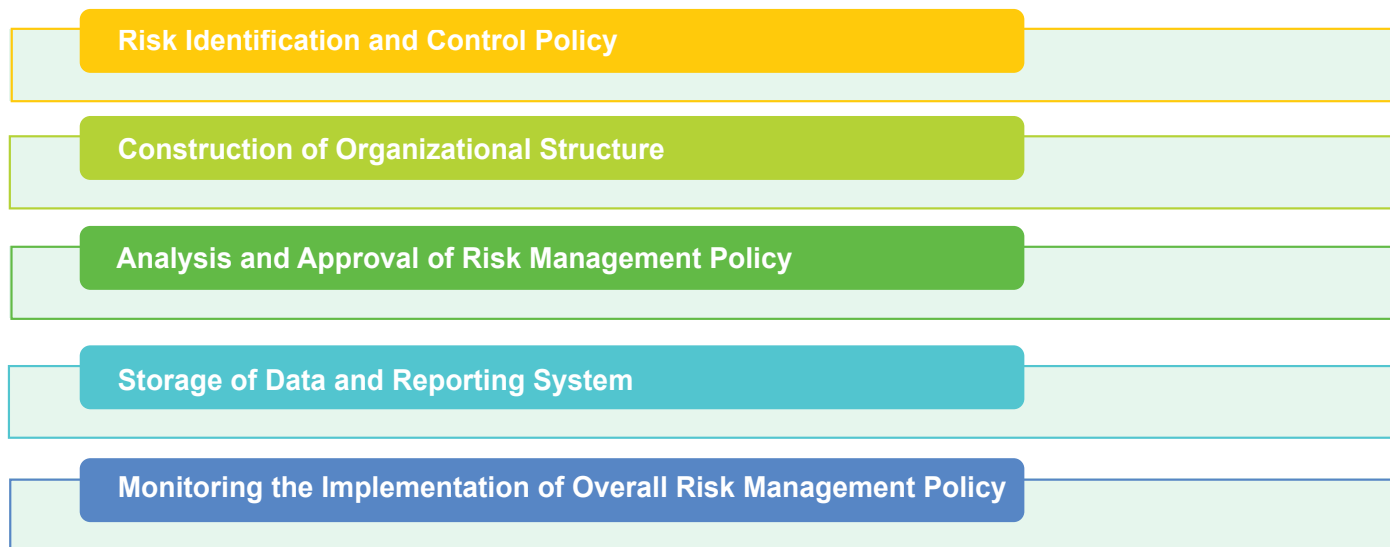 Risk Identification and Control Policy
Construction of Organizational Structure
Analysis and Approval of Risk Management Policy
Storage of Data and Reporting System
Monitoring the Implementation of Overall Risk Management Policy